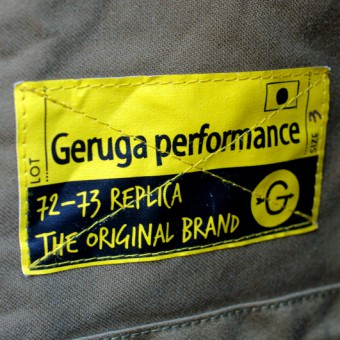 LOT
Geruga performance
SIZE 3
72-73 REPLICA
THE ORIGINAL BRAND
G